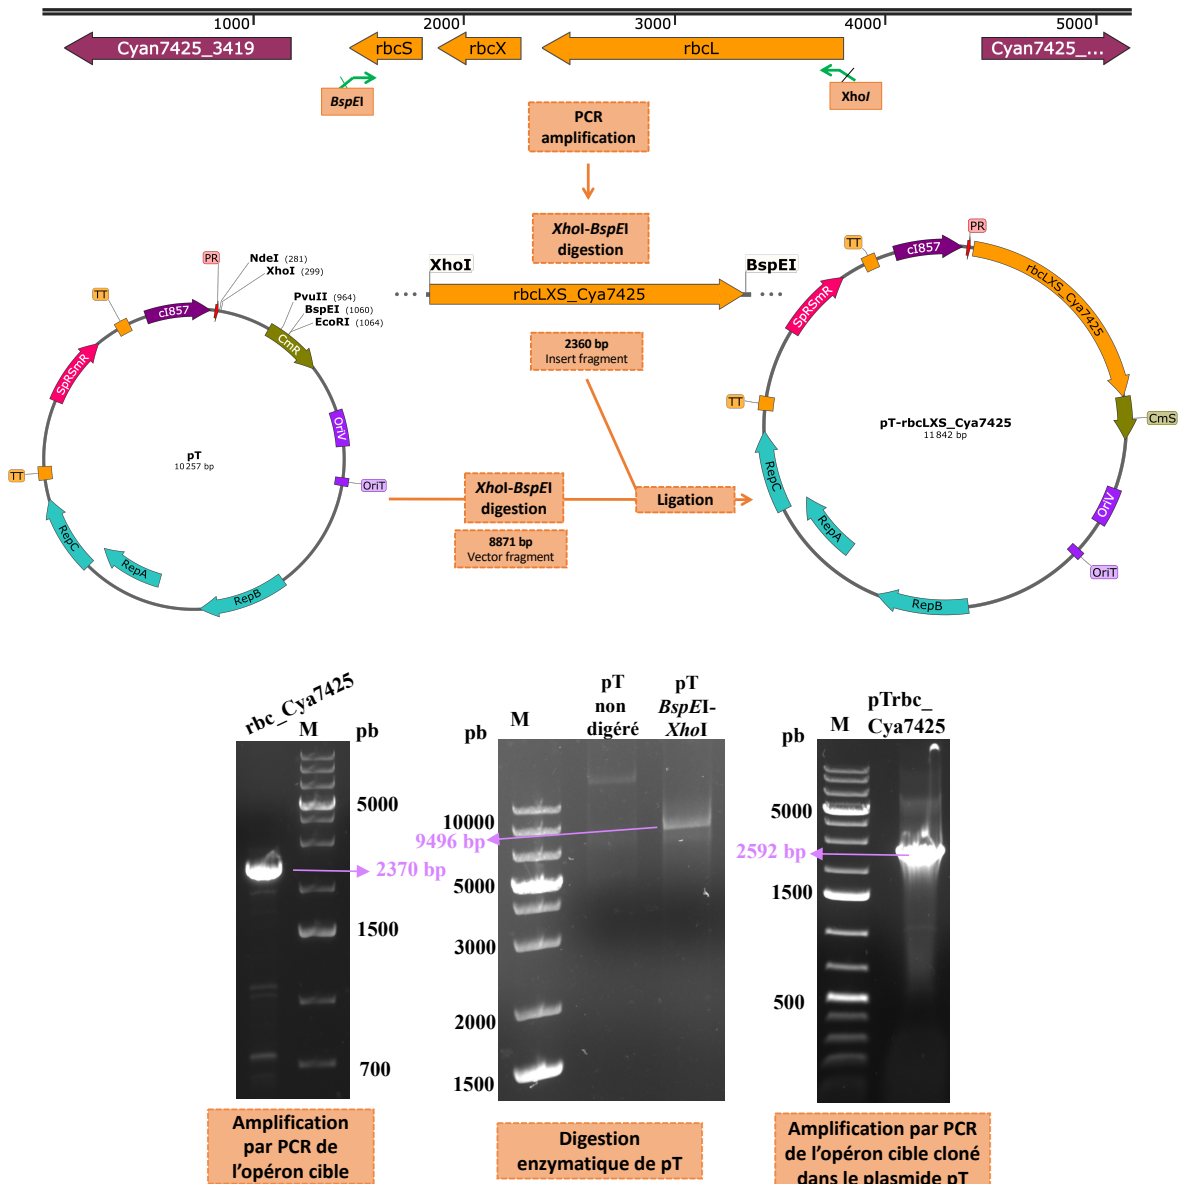 1000
2000
3000
4000
5000
Cyan7425_3419
rbcS
rbcX
rbcL
Cyan7425_...
BspEI
XhoI
PCR
amplification
XhoI-BspEI
digestion
PR
NdeI (281)
XhoI (299)
PvuII (964)
BspEI (1060)
EcoRI (1064)
TT
cI857
CmR
SpRSmR
OriV
pT
10 257 bp
TT
OriT
RepC
RepA
RepB
XhoI
BspEI
rbcLXS_Cya7425
2360 bp
Insert fragment
XhoI-BspEI
digestion
8871 bp
Vector fragment
Ligation
PR
TT
cI857
rbcLXS_Cya7425
SpRSmR
TT
pT-rbcLXS_Cya7425
11 842 bp
CmS
RepC
RepA
OriV
OriT
RepB
rbc_Cya7425
M
pb
5000
2370 bp
1500
700
Amplification
par PCR de
l'opéron cible
pb
M
pT
non
digéré
pT
BspEI-
XhoI
10000
9496 bp
5000
3000
2000
1500
Digestion
enzymatique de pT
pb
M
pTrbc_
Cya7425
5000
2592 bp
1500
500
Amplification par PCR
de l'opéron cible cloné
dans le plasmide pT